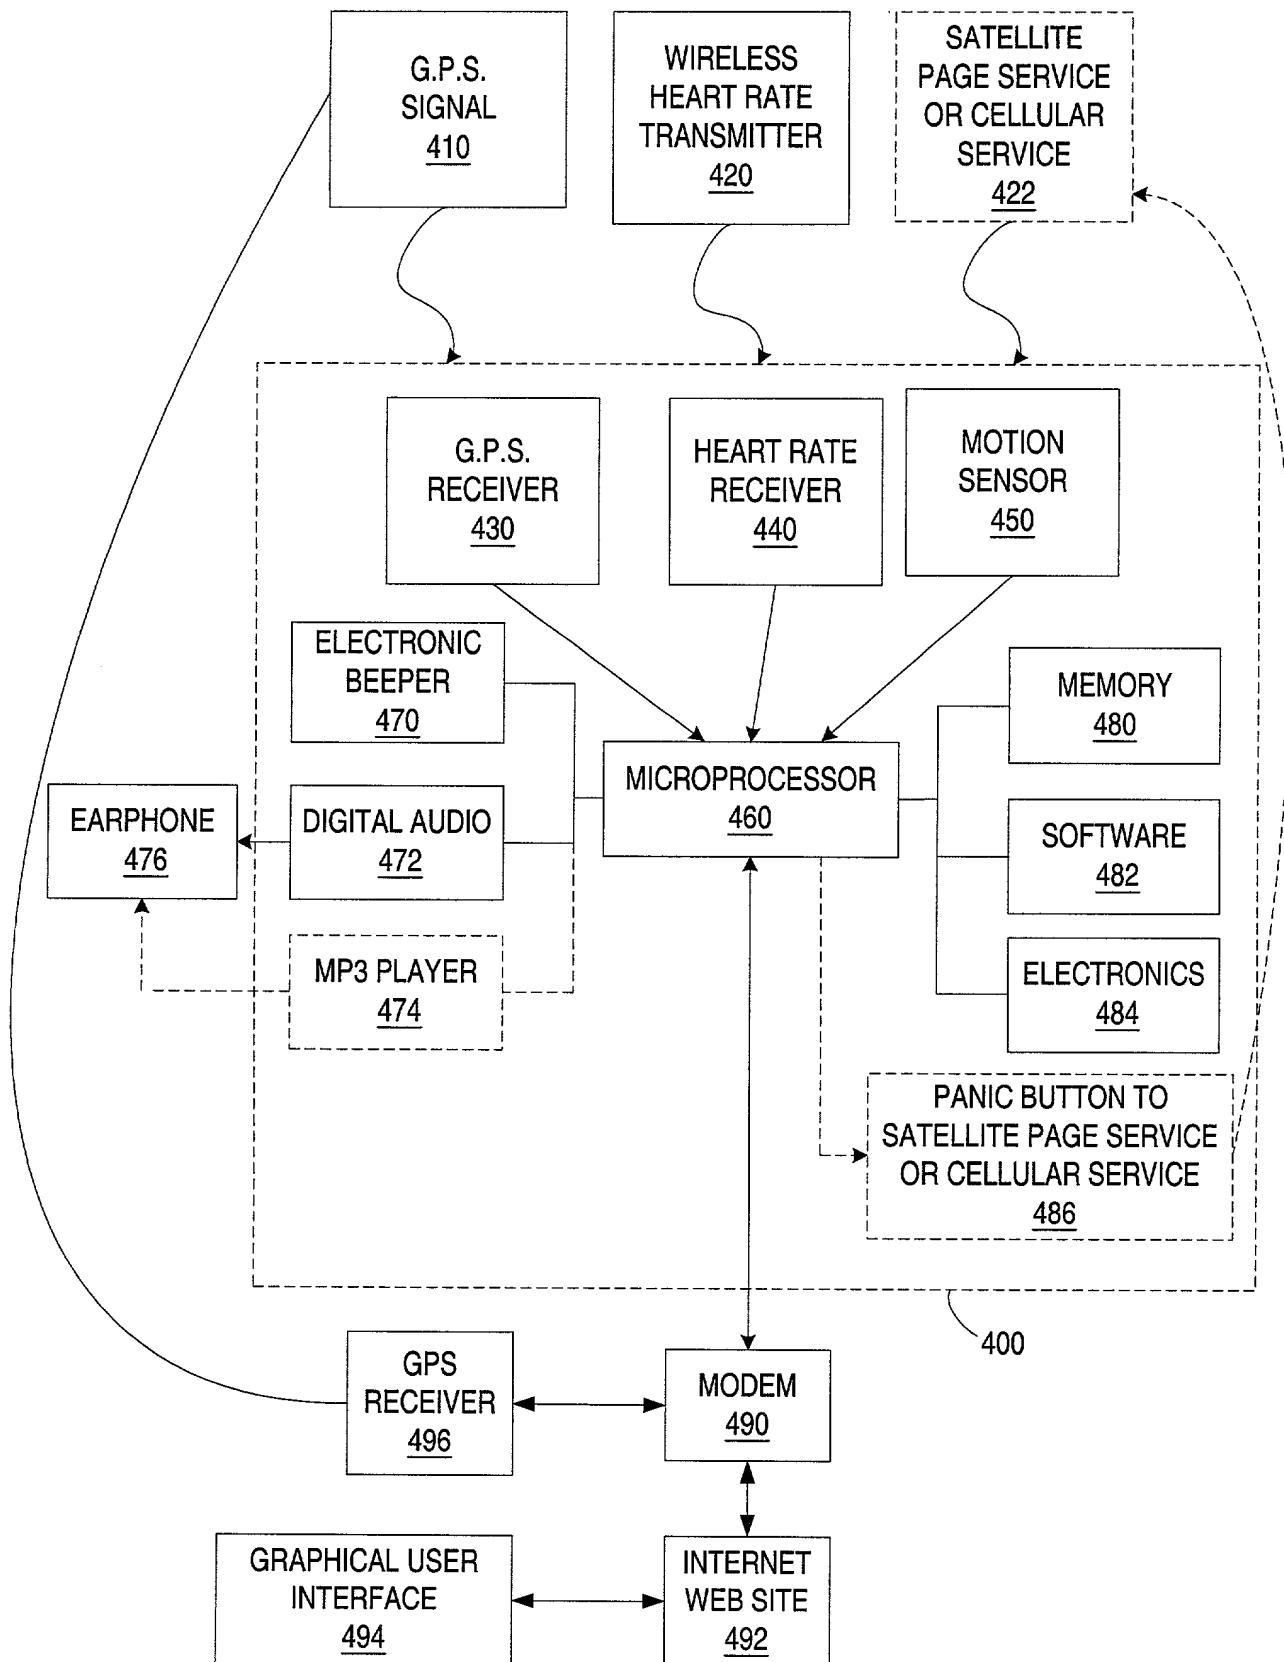 G.P.S.
SIGNAL
410
WIRELESS
HEART RATE
TRANSMITTER
420
SATELLITE
PAGE SERVICE
OR CELLULAR
SERVICE
422
G.P.S.
RECEIVER
430
HEART RATE
RECEIVER
440
MOTION
SENSOR
450
ELECTRONIC
BEEPER
470
MICROPROCESSOR
460
MEMORY
480
EARPHONE
476
DIGITAL AUDIO
472
SOFTWARE
482
MP3 PLAYER
474
ELECTRONICS
484
PANIC BUTTON TO
SATELLITE PAGE SERVICE
OR CELLULAR SERVICE
486
400
GPS
RECEIVER
496
MODEM
490
GRAPHICAL USER
INTERFACE
494
INTERNET
WEB SITE
492